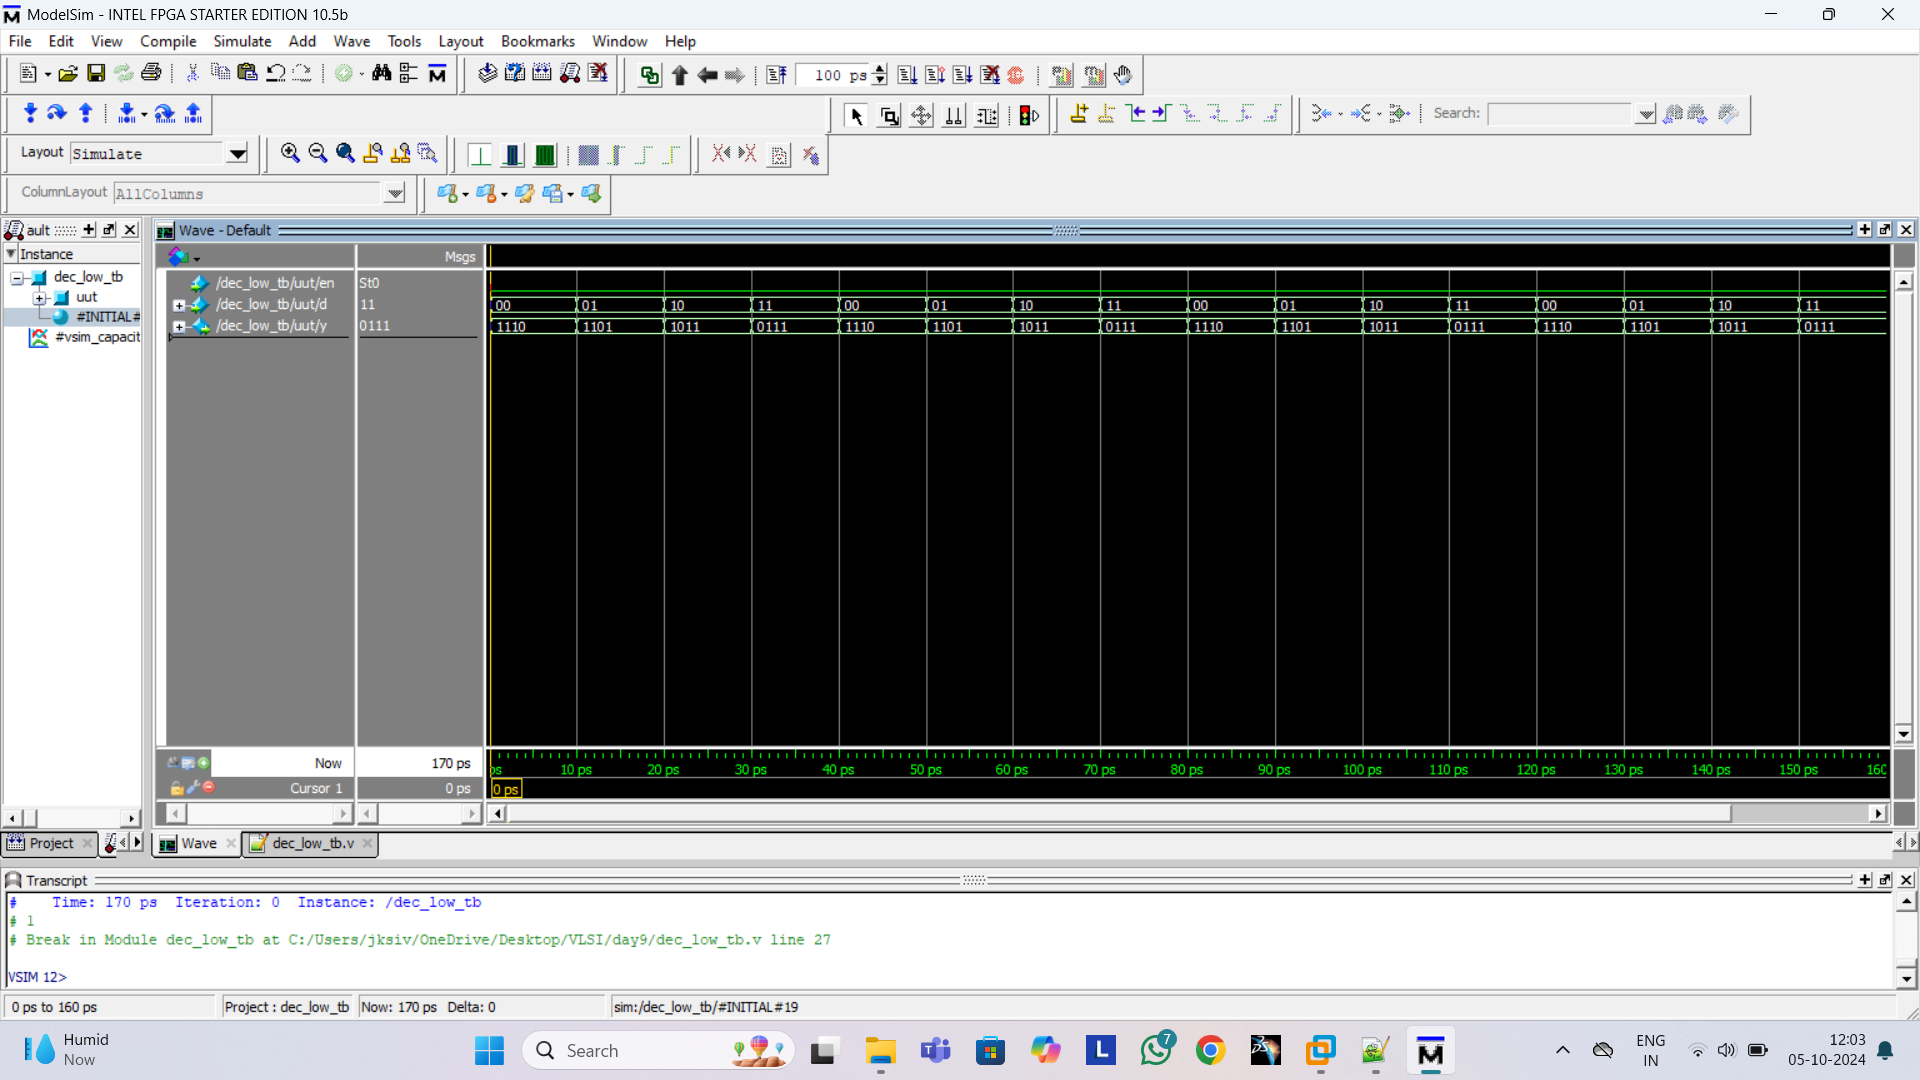 ModelSim - INTEL FPGA STARTER EDITION 10.5b
File Edit View Compile Simulate Add Wave Tools Layout Bookmarks Window Help
100 ps
Search:
Layout Simulate
ColumnLayout AllColumns
ault
Wave - Default
Instance
Msgs
dec_low_tb
uut
#INITIAL#
#vsim_capacit
/dec_low_tb/uut/en St0
/dec_low_tb/uut/d 11 00 01 10 11 00 01 10 11 00 01 10 11 00 01 10 11
/dec_low_tb/uut/y 0111 1110 1101 1011 0111 1110 1101 1011 0111 1110 1101 1011 0111 1110 1101 1011 0111
Now 170 ps
ps 10 ps 20 ps 30 ps 40 ps 50 ps 60 ps 70 ps 80 ps 90 ps 100 ps 110 ps 120 ps 130 ps 140 ps 150 ps 160
Cursor 1 0 ps 0 ps
Project
Wave dec_low_tb.v
Transcript
#    Time: 170 ps  Iteration: 0  Instance: /dec_low_tb
# 1
# Break in Module dec_low_tb at C:/Users/jksiv/OneDrive/Desktop/VLSI/day9/dec_low_tb.v line 27
VSIM 12>
0 ps to 160 ps Project : dec_low_tb Now: 170 ps Delta: 0 sim:/dec_low_tb/#INITIAL#19
Humid
Now
Search
L
7
ENG
IN
12:03
05-10-2024